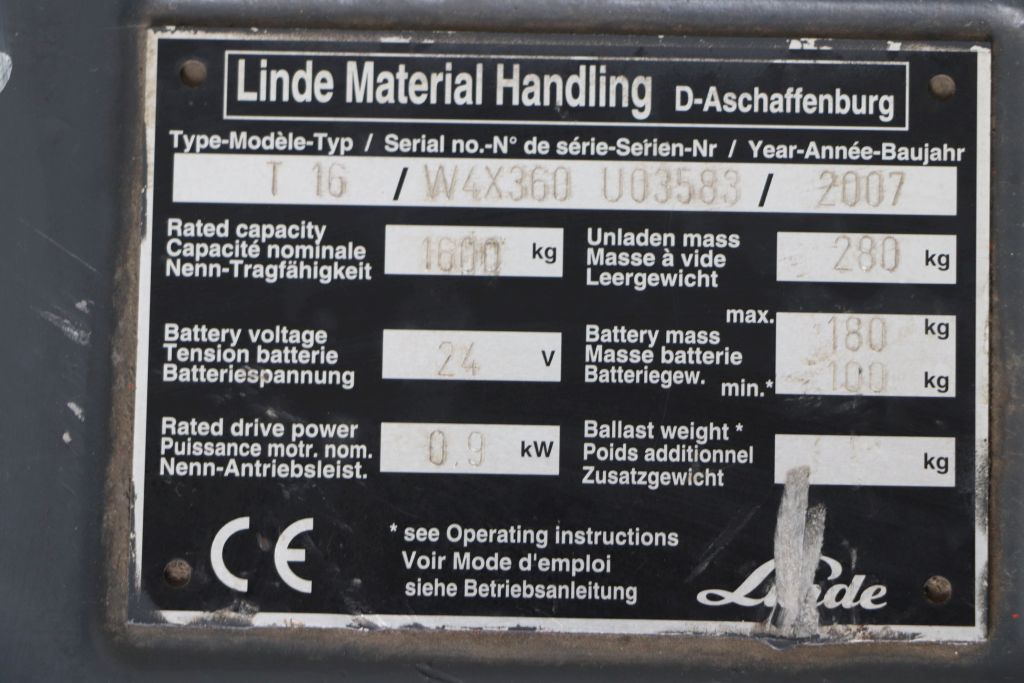 Linde Material Handling D-Aschaffenburg
Type-Modèle-Typ / Serial no.-N° de série-Serien-Nr / Year-Année-Baujahr
T 16 / W4X360 U03583 / 2007
Rated capacity
Capacité nominale
Nenn-Tragfähigkeit
1600 kg
Unladen mass
Masse à vide
Leergewicht
280 kg
Battery voltage
Tension batterie
Batteriespannung
24 V
Battery mass
Masse batterie
Batteriegew.
max. 180 kg
min.* 100 kg
Rated drive power
Puissance motr. nom.
Nenn-Antriebsleist.
0.9 kW
Ballast weight *
Poids additionnel
Zusatzgewicht
kg
CE
* see Operating instructions
Voir Mode d'emploi
siehe Betriebsanleitung
Linde